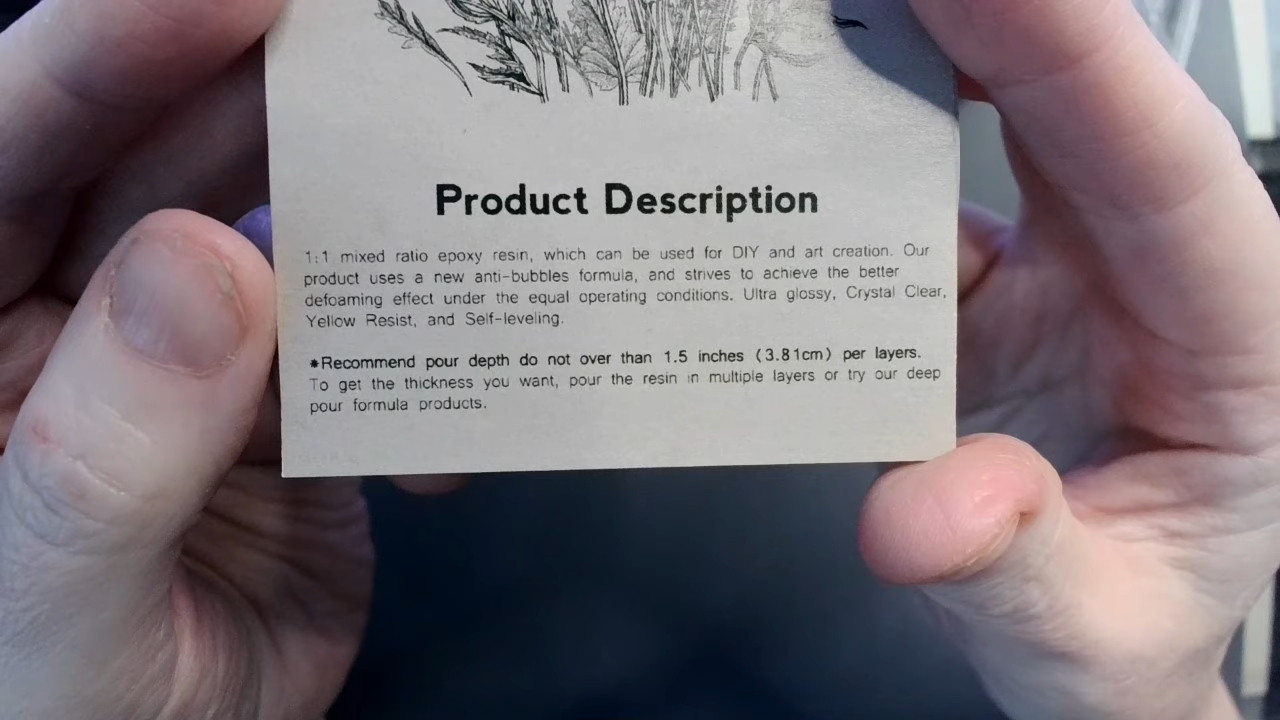 Product Description
1:1 mixed ratio epoxy resin, which can be used for DIY and art creation. Our
product uses a new anti-bubbles formula, and strives to achieve the better
defoaming effect under the equal operating conditions. Ultra glossy, Crystal Clear,
Yellow Resist, and Self-leveling.
*Recommend pour depth do not over than 1.5 inches (3.81cm) per layers.
To get the thickness you want, pour the resin in multiple layers or try our deep
pour formula products.